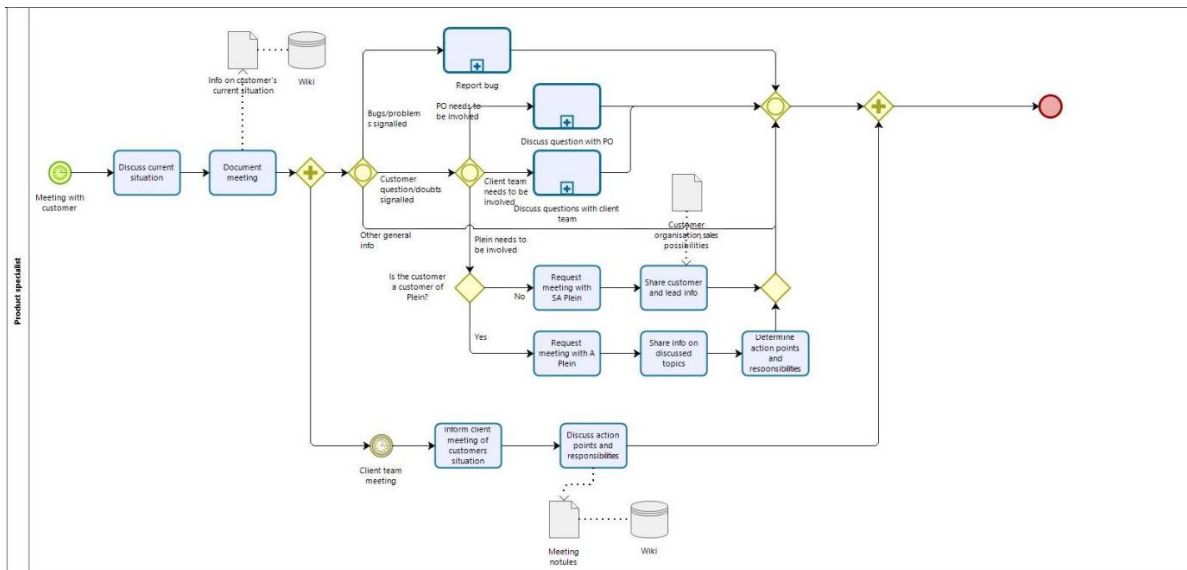 Product specialist
Meeting with
customer
Discuss current
situation
Document
meeting
Info on customer's
current situation
Wiki
Bugs/problem
s signalled
Customer
question/doubts
signalled
Other general
info
Report bug
PO needs to
be involved
Discuss question with PO
Client team
needs to be
involved
Discuss questions with client
team
Plein needs to
be involved
Is the customer
a customer of
Plein?
No
Request
meeting with
SA Plein
Share customer
and lead info
Customer
organisation,sales
possibilities
Yes
Request
meeting with A
Plein
Share info on
discussed
topics
Determine
action points
and
responsibilities
Client team
meeting
Inform client
meeting of
customers
situation
Discuss action
points and
responsibilities
Meeting
notules
Wiki